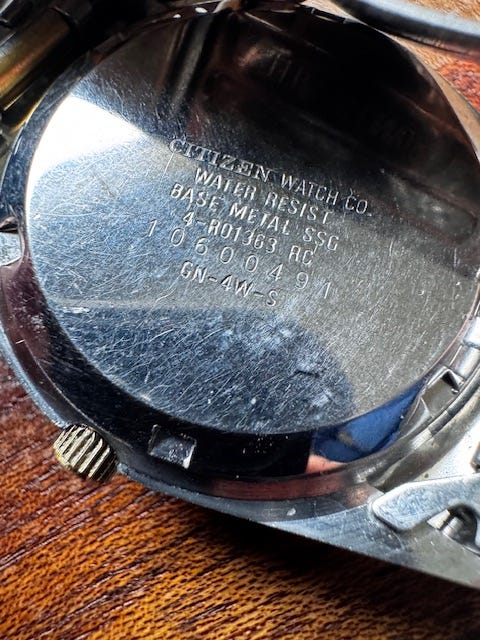 CITIZEN WATCH CO.
WATER RESIST
BASE METAL SSG
4-R01363 RC
10600491
GN-4W-S